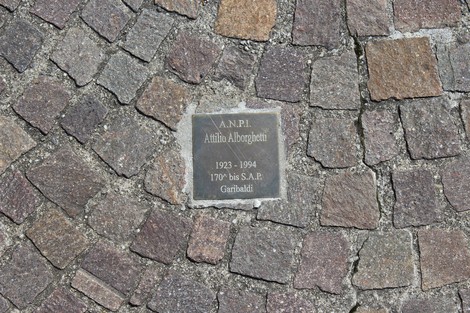 A.N.P.I.
Attilio Alborghetti
1923 - 1994
170^ bis S.A.P.
Garibaldi